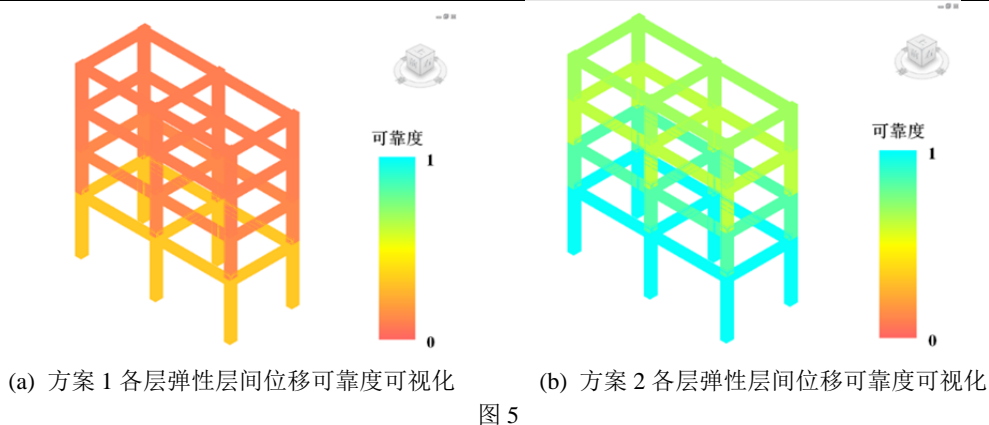 可靠度
1
0
可靠度
1
0
(a) 方案 1 各层弹性层间位移可靠度可视化
(b) 方案 2 各层弹性层间位移可靠度可视化
图 5